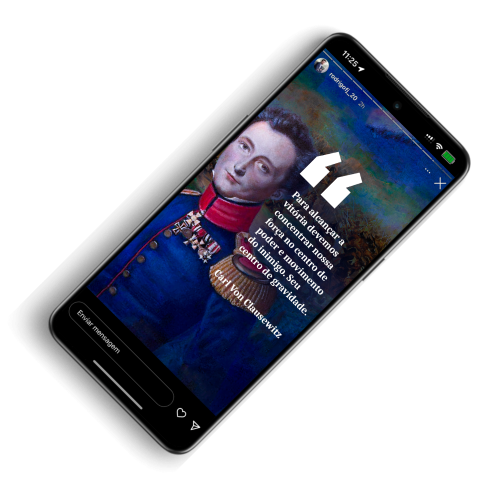 11:25
rodrigofj_20 2h
“
Para alcançar a
vitória devemos
concentrar nossa
força no centro de
poder e movimento
do inimigo. Seu
centro de gravidade.
Carl Von Clausewitz
Enviar mensagem